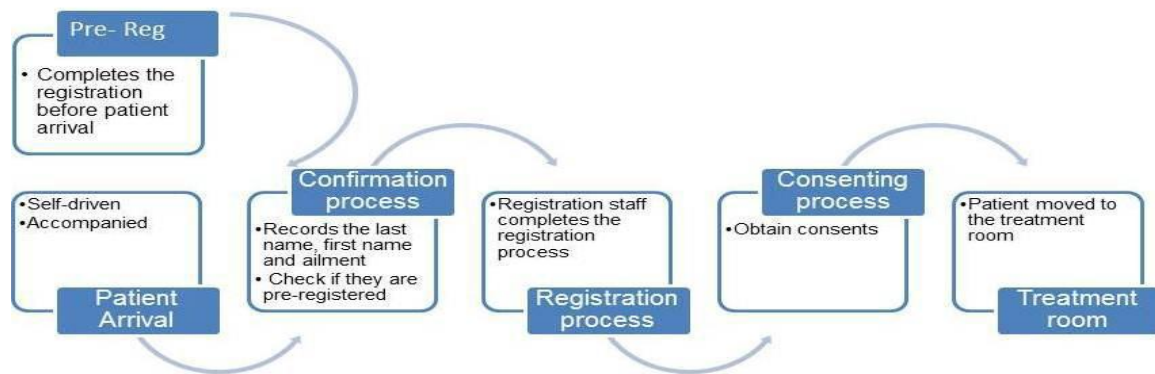 Pre- Reg
• Completes the
registration
before patient
arrival
•Self-driven
•Accompanied
Patient
Arrival
Confirmation
process
•Records the last
name, first name
and ailment
• Check if they are
pre-registered
•Registration staff
completes the
registration
process
Registration
process
Consenting
process
•Obtain consents
•Patient moved to
the treatment
room
Treatment
room